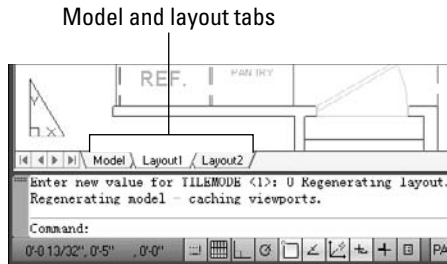 Model and layout tabs
REF.
PANTRY
Y
X
Model Layout1 Layout2
Enter new value for TILEMODE <1>: 0 Regenerating layout.
Regenerating model - caching viewports.
Command:
0'-0 13/32", 0'-5" , 0'-0"
PA